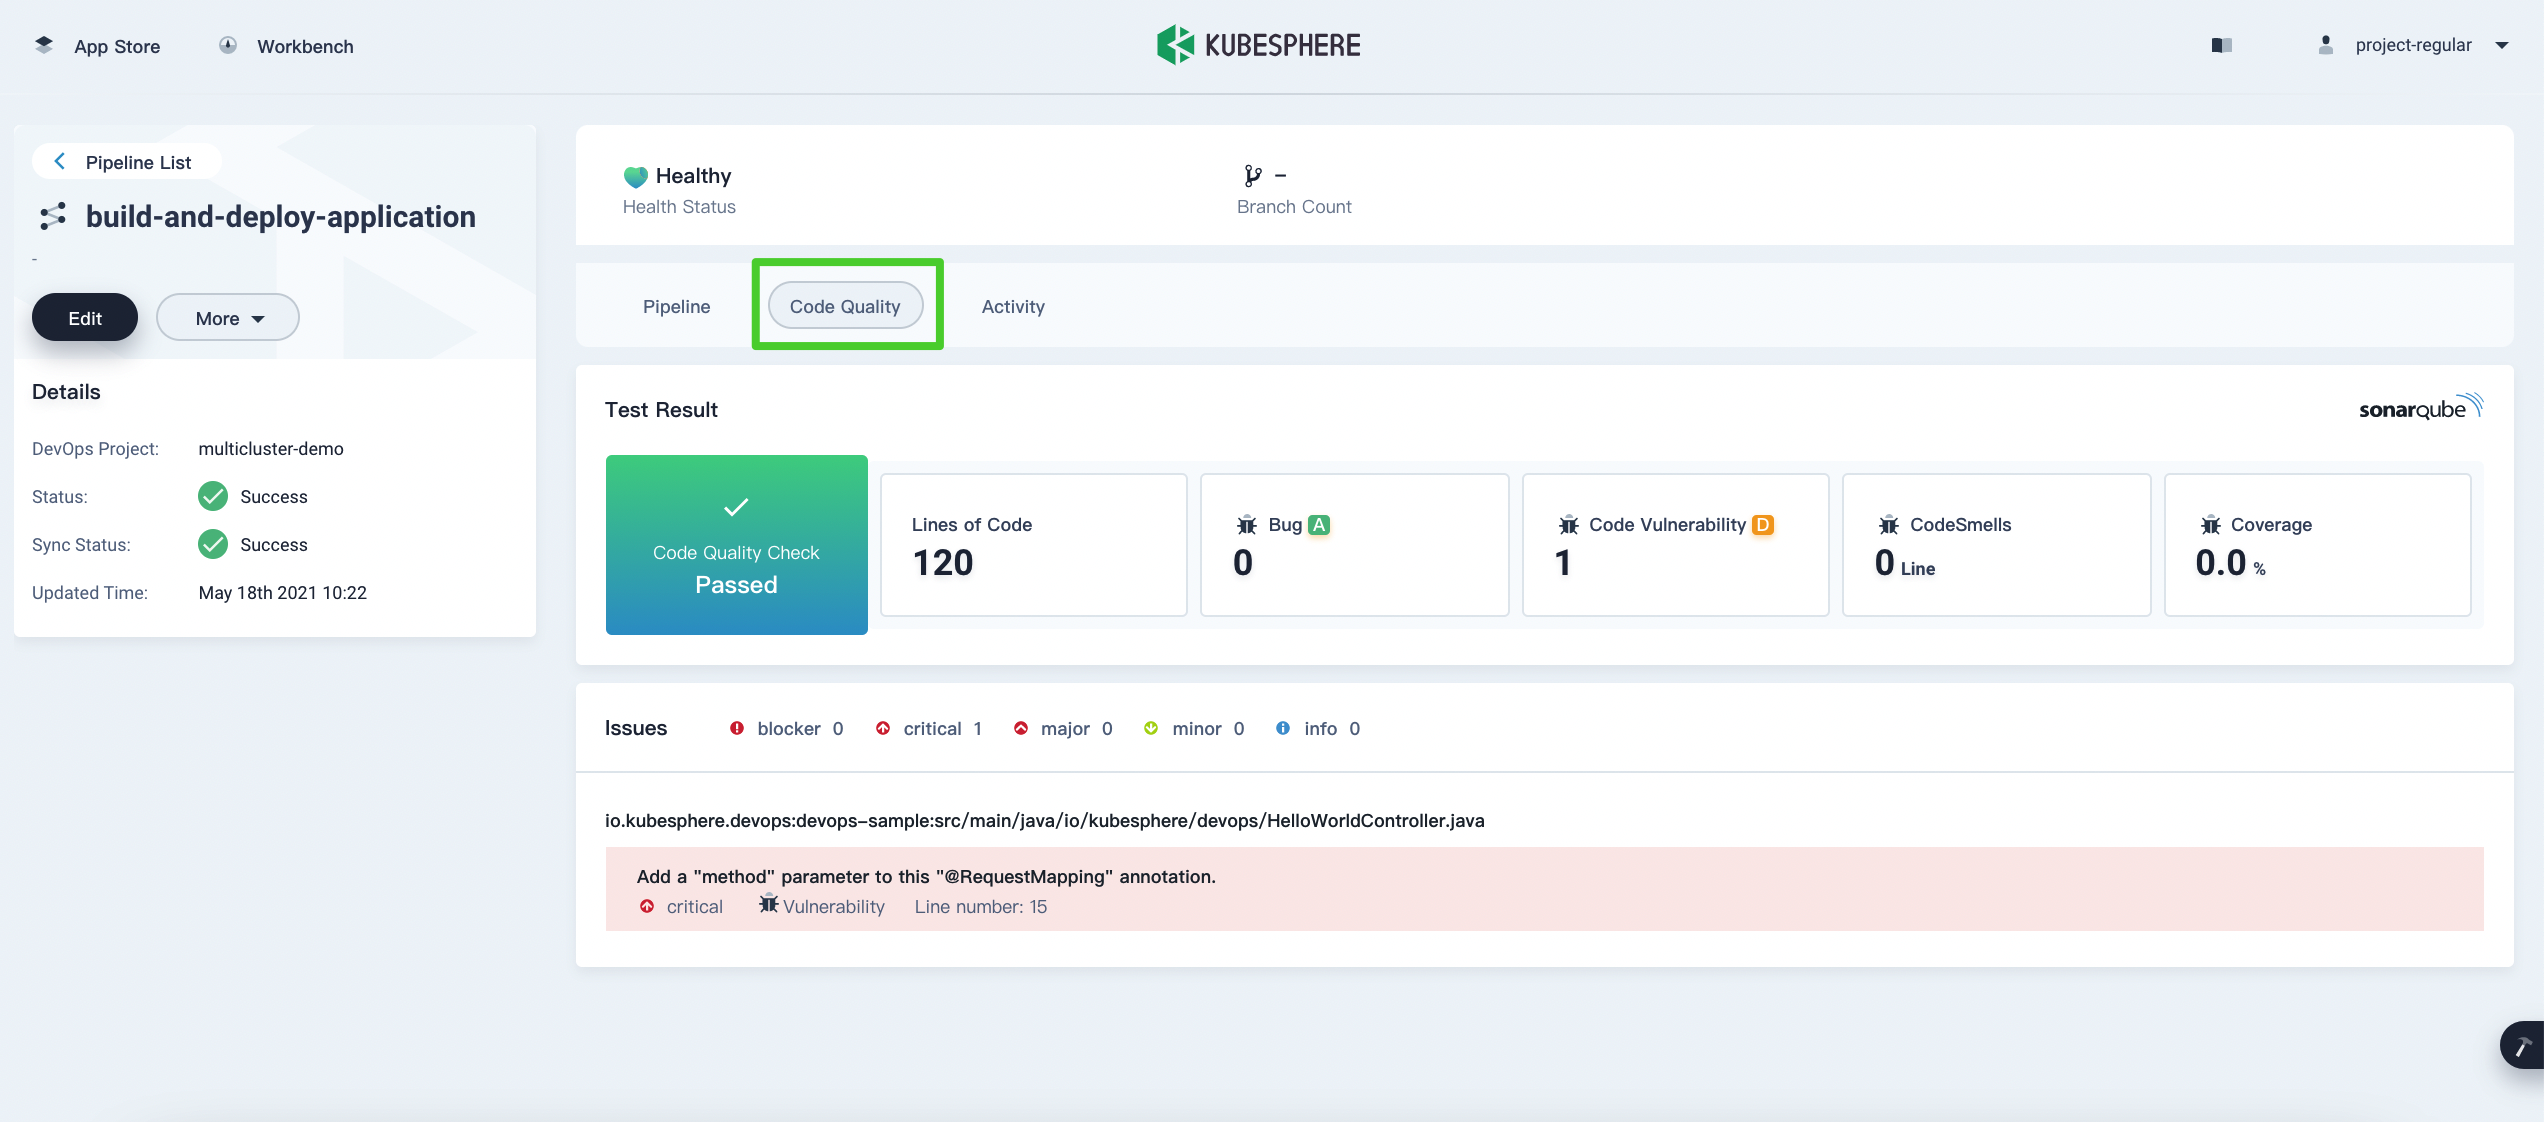 App Store
Workbench
KUBESPHERE
project-regular
Pipeline List
build-and-deploy-application
-
Edit
More
Details
DevOps Project: multicluster-demo
Status: Success
Sync Status: Success
Updated Time: May 18th 2021 10:22
Healthy
Health Status
–
Branch Count
Pipeline
Code Quality
Activity
Test Result
sonarqube
Code Quality Check
Passed
Lines of Code
120
Bug A
0
Code Vulnerability D
1
CodeSmells
0 Line
Coverage
0.0 %
Issues blocker 0 critical 1 major 0 minor 0 info 0
io.kubesphere.devops:devops-sample:src/main/java/io/kubesphere/devops/HelloWorldController.java
Add a "method" parameter to this "@RequestMapping" annotation.
critical Vulnerability Line number: 15